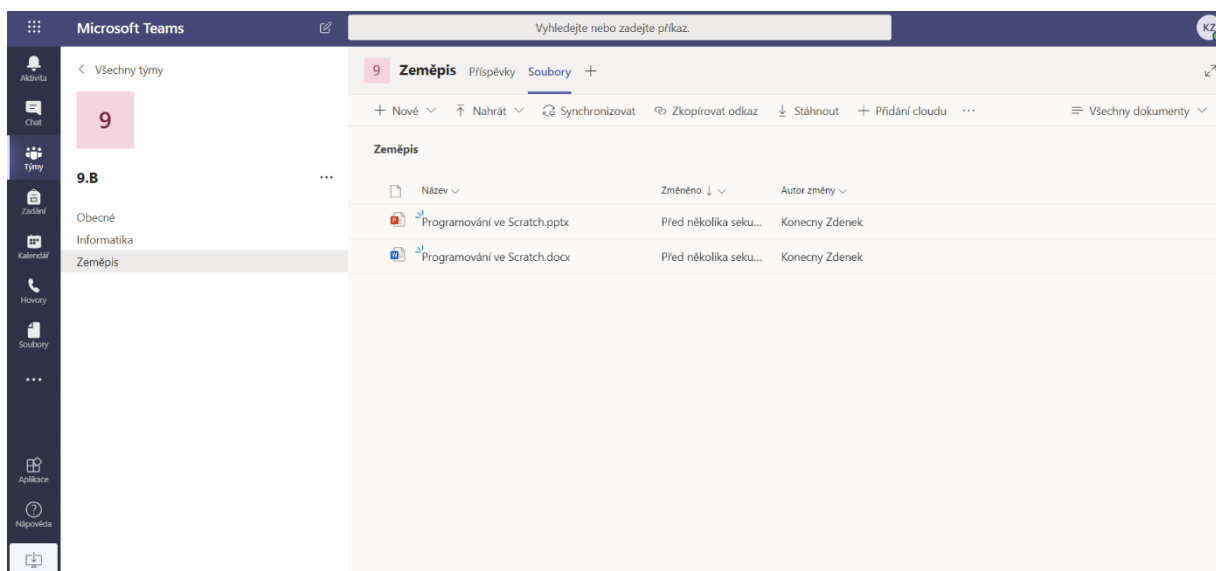 Microsoft Teams
Vyhledejte nebo zadejte příkaz.
KZ
Aktivita
Chat
Týmy
Zadání
Kalendář
Hovory
Soubory
Aplikace
Nápověda
Všechny týmy
9
9.B
Obecné
Informatika
Zeměpis
9 Zeměpis Příspěvky Soubory
Nové Nahrát Synchronizovat Zkopírovat odkaz Stáhnout Přidání cloudu Všechny dokumenty
Zeměpis
Název Změněno Autor změny
Programování ve Scratch.pptx Před několika seku... Konecny Zdenek
Programování ve Scratch.docx Před několika seku... Konecny Zdenek